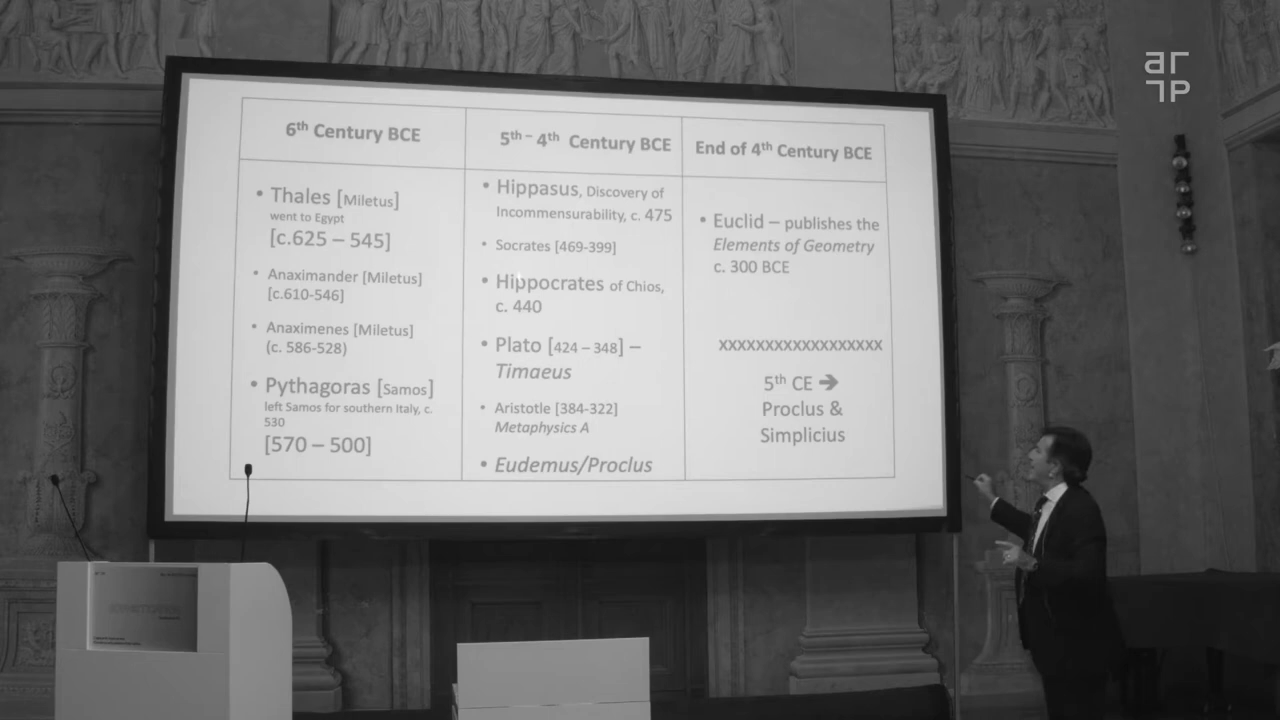 6th Century BCE
• Thales [Miletus]
went to Egypt
[c.625 – 545]
• Anaximander [Miletus]
[c.610-546]
• Anaximenes [Miletus]
(c. 586-528)
• Pythagoras [Samos]
left Samos for southern Italy, c.
530
[570 – 500]
5th – 4th Century BCE
• Hippasus, Discovery of
Incommensurability, c. 475
• Socrates [469-399]
• Hippocrates of Chios,
c. 440
• Plato [424 – 348] –
Timaeus
• Aristotle [384-322]
Metaphysics A
• Eudemus/Proclus
End of 4th Century BCE
• Euclid – publishes the
Elements of Geometry
c. 300 BCE
XXXXXXXXXXXXXXXXX
5th CE ➔
Proclus &
Simplicius